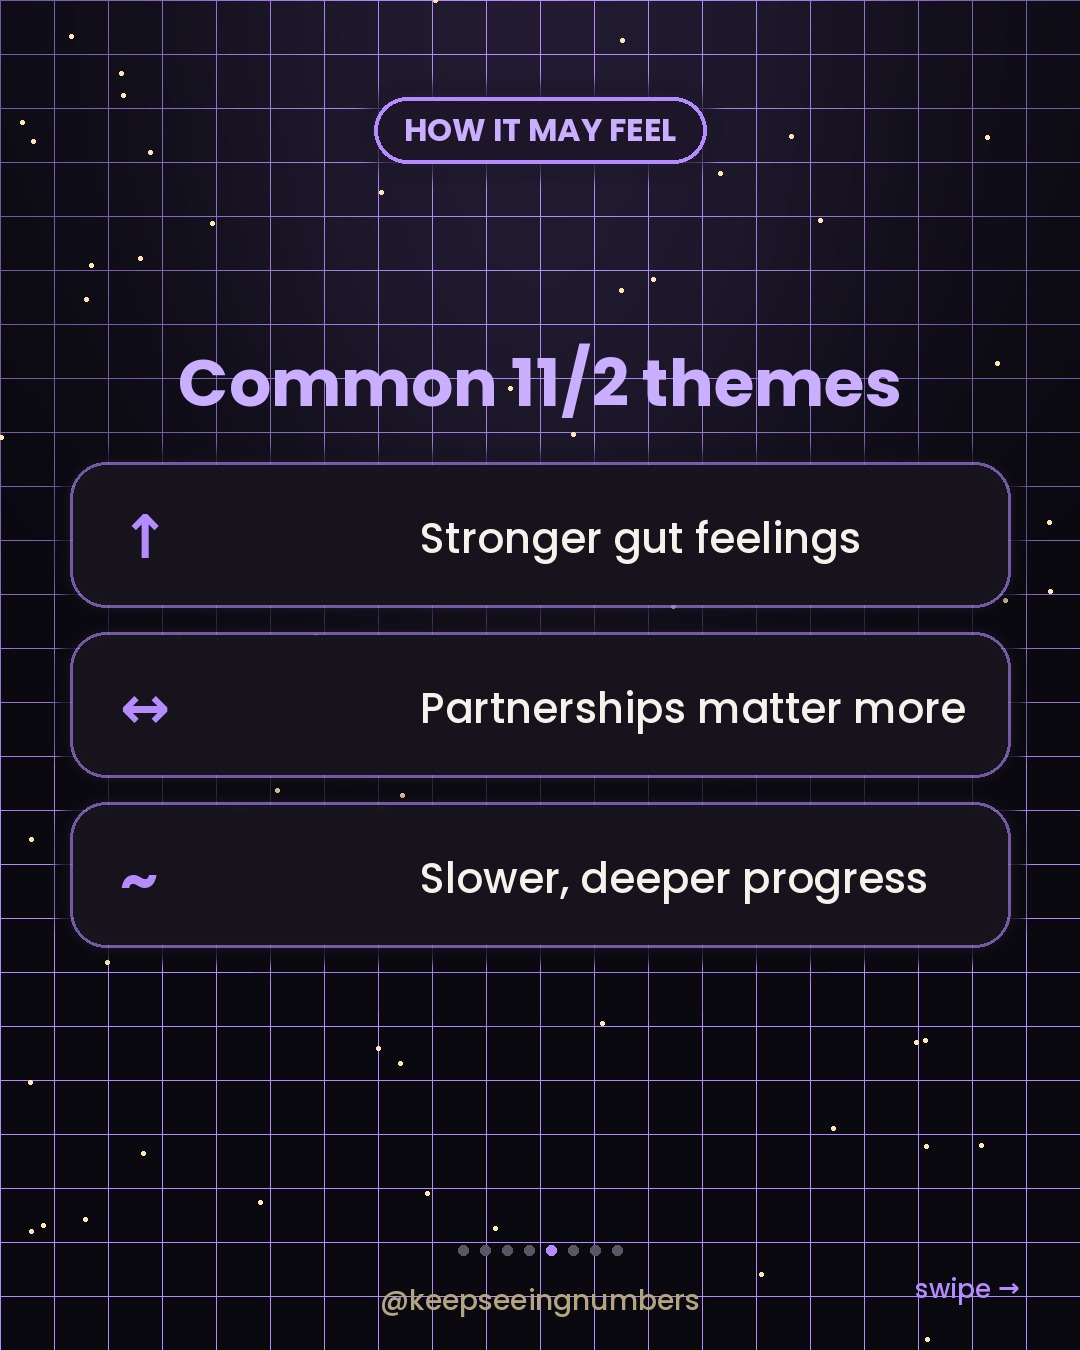 HOW IT MAY FEEL
Common 11/2 themes
↑ Stronger gut feelings
↔ Partnerships matter more
~ Slower, deeper progress
@keepseeingnumbers
swipe →